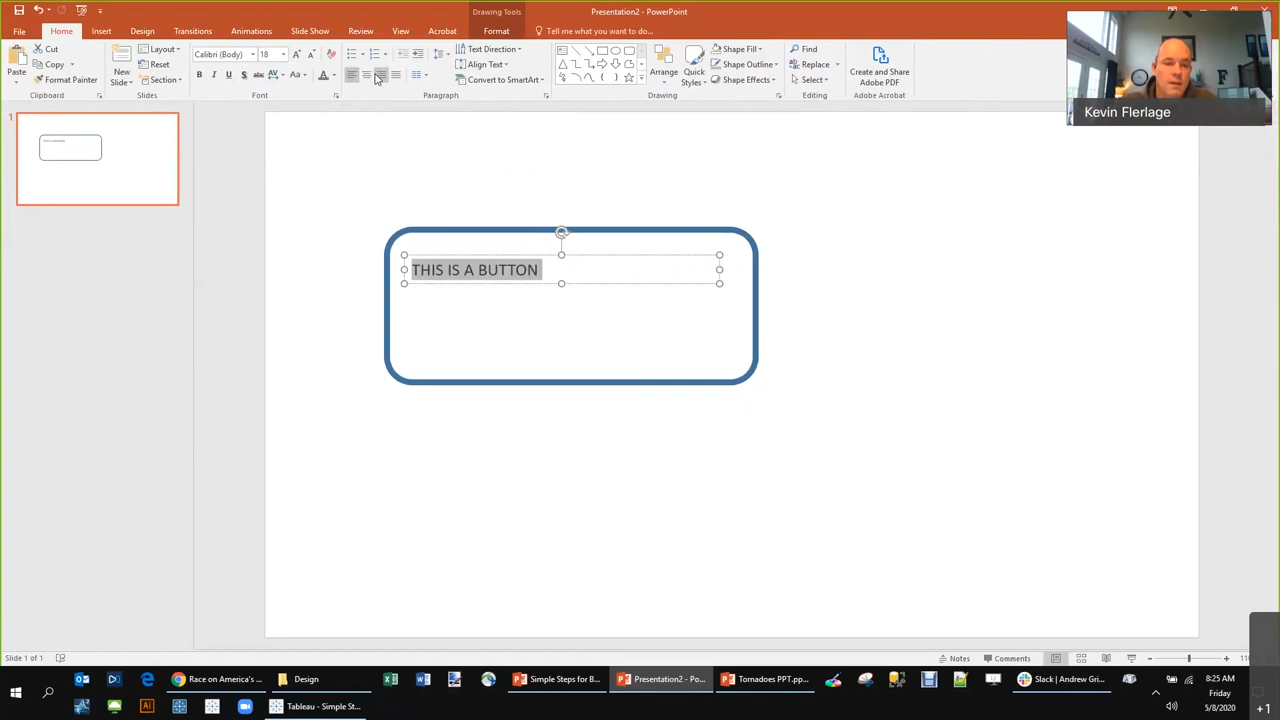 Drawing Tools
Presentation2 - PowerPoint
File
Home
Insert
Design
Transitions
Animations
Slide Show
Review
View
Acrobat
Format
Tell me what you want to do...
Paste
Cut
Copy
Format Painter
Clipboard
New Slide
Layout
Reset
Section
Slides
Calibri (Body)
18
B I U S abc AV Aa A
Font
Paragraph
Text Direction
Align Text
Convert to SmartArt
Arrange
Quick Styles
Shape Fill
Shape Outline
Shape Effects
Drawing
Find
Replace
Select
Editing
Create and Share Adobe PDF
Adobe Acrobat
Kevin Flerlage
1
THIS IS A BUTTON
Slide 1 of 1
Notes
Comments
Race on America's ...
Design
Simple Steps for B...
Presentation2 - Po...
Tornadoes PPT.pp...
Slack | Andrew Gri...
8:25 AM
Friday
5/8/2020
Tableau - Simple St...
+1